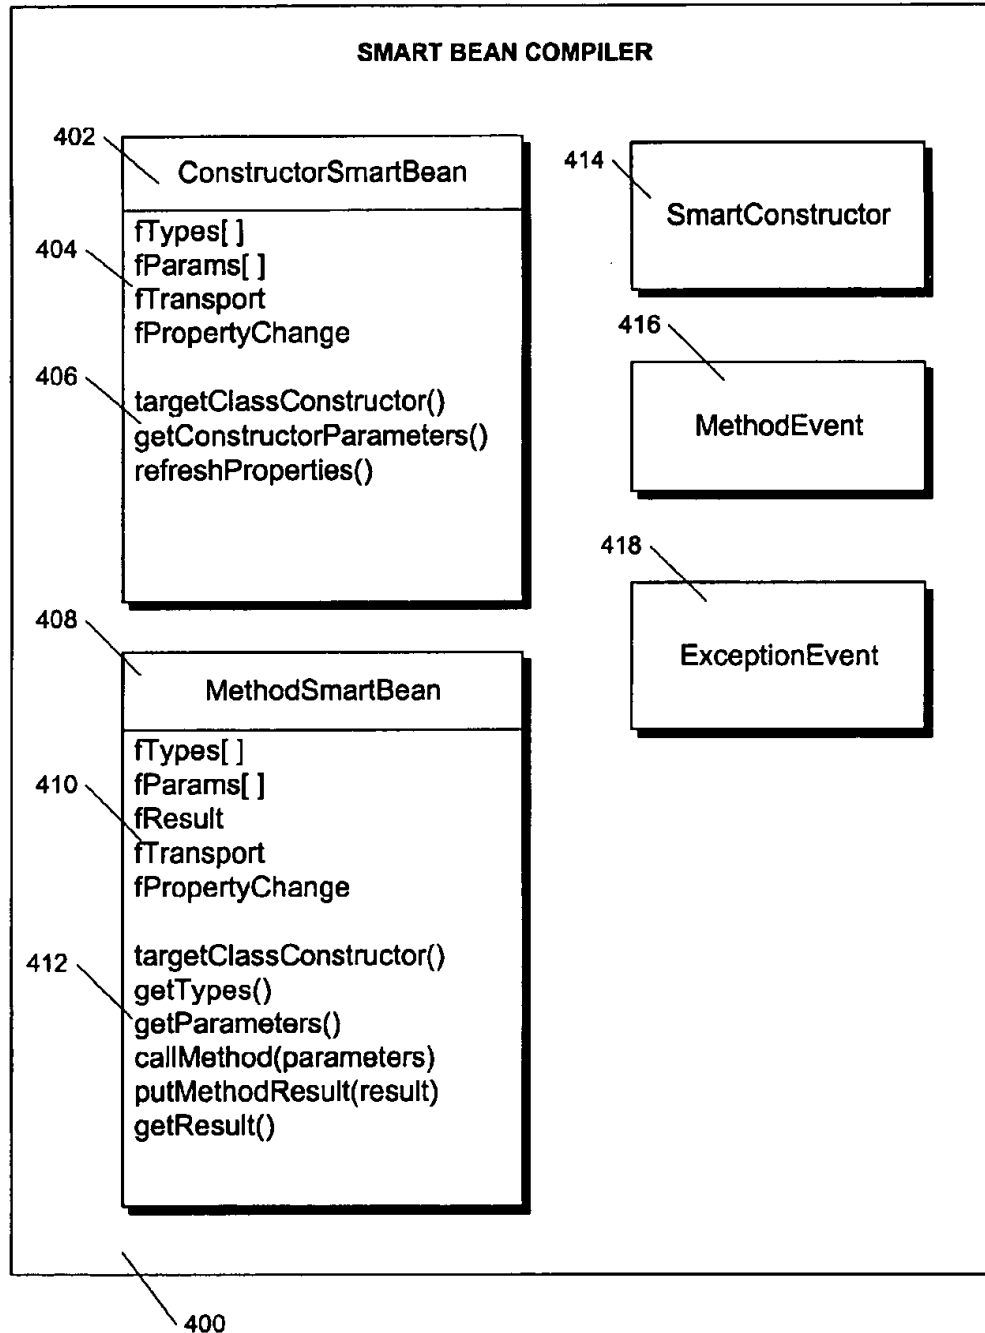 SMART BEAN COMPILER
402
ConstructorSmartBean
404
fTypes[ ]
fParams[ ]
fTransport
fPropertyChange
406
targetClassConstructor()
getConstructorParameters()
refreshProperties()
408
MethodSmartBean
410
fTypes[ ]
fParams[ ]
fResult
fTransport
fPropertyChange
412
targetClassConstructor()
getTypes()
getParameters()
callMethod(parameters)
putMethodResult(result)
getResult()
414
SmartConstructor
416
MethodEvent
418
ExceptionEvent
400